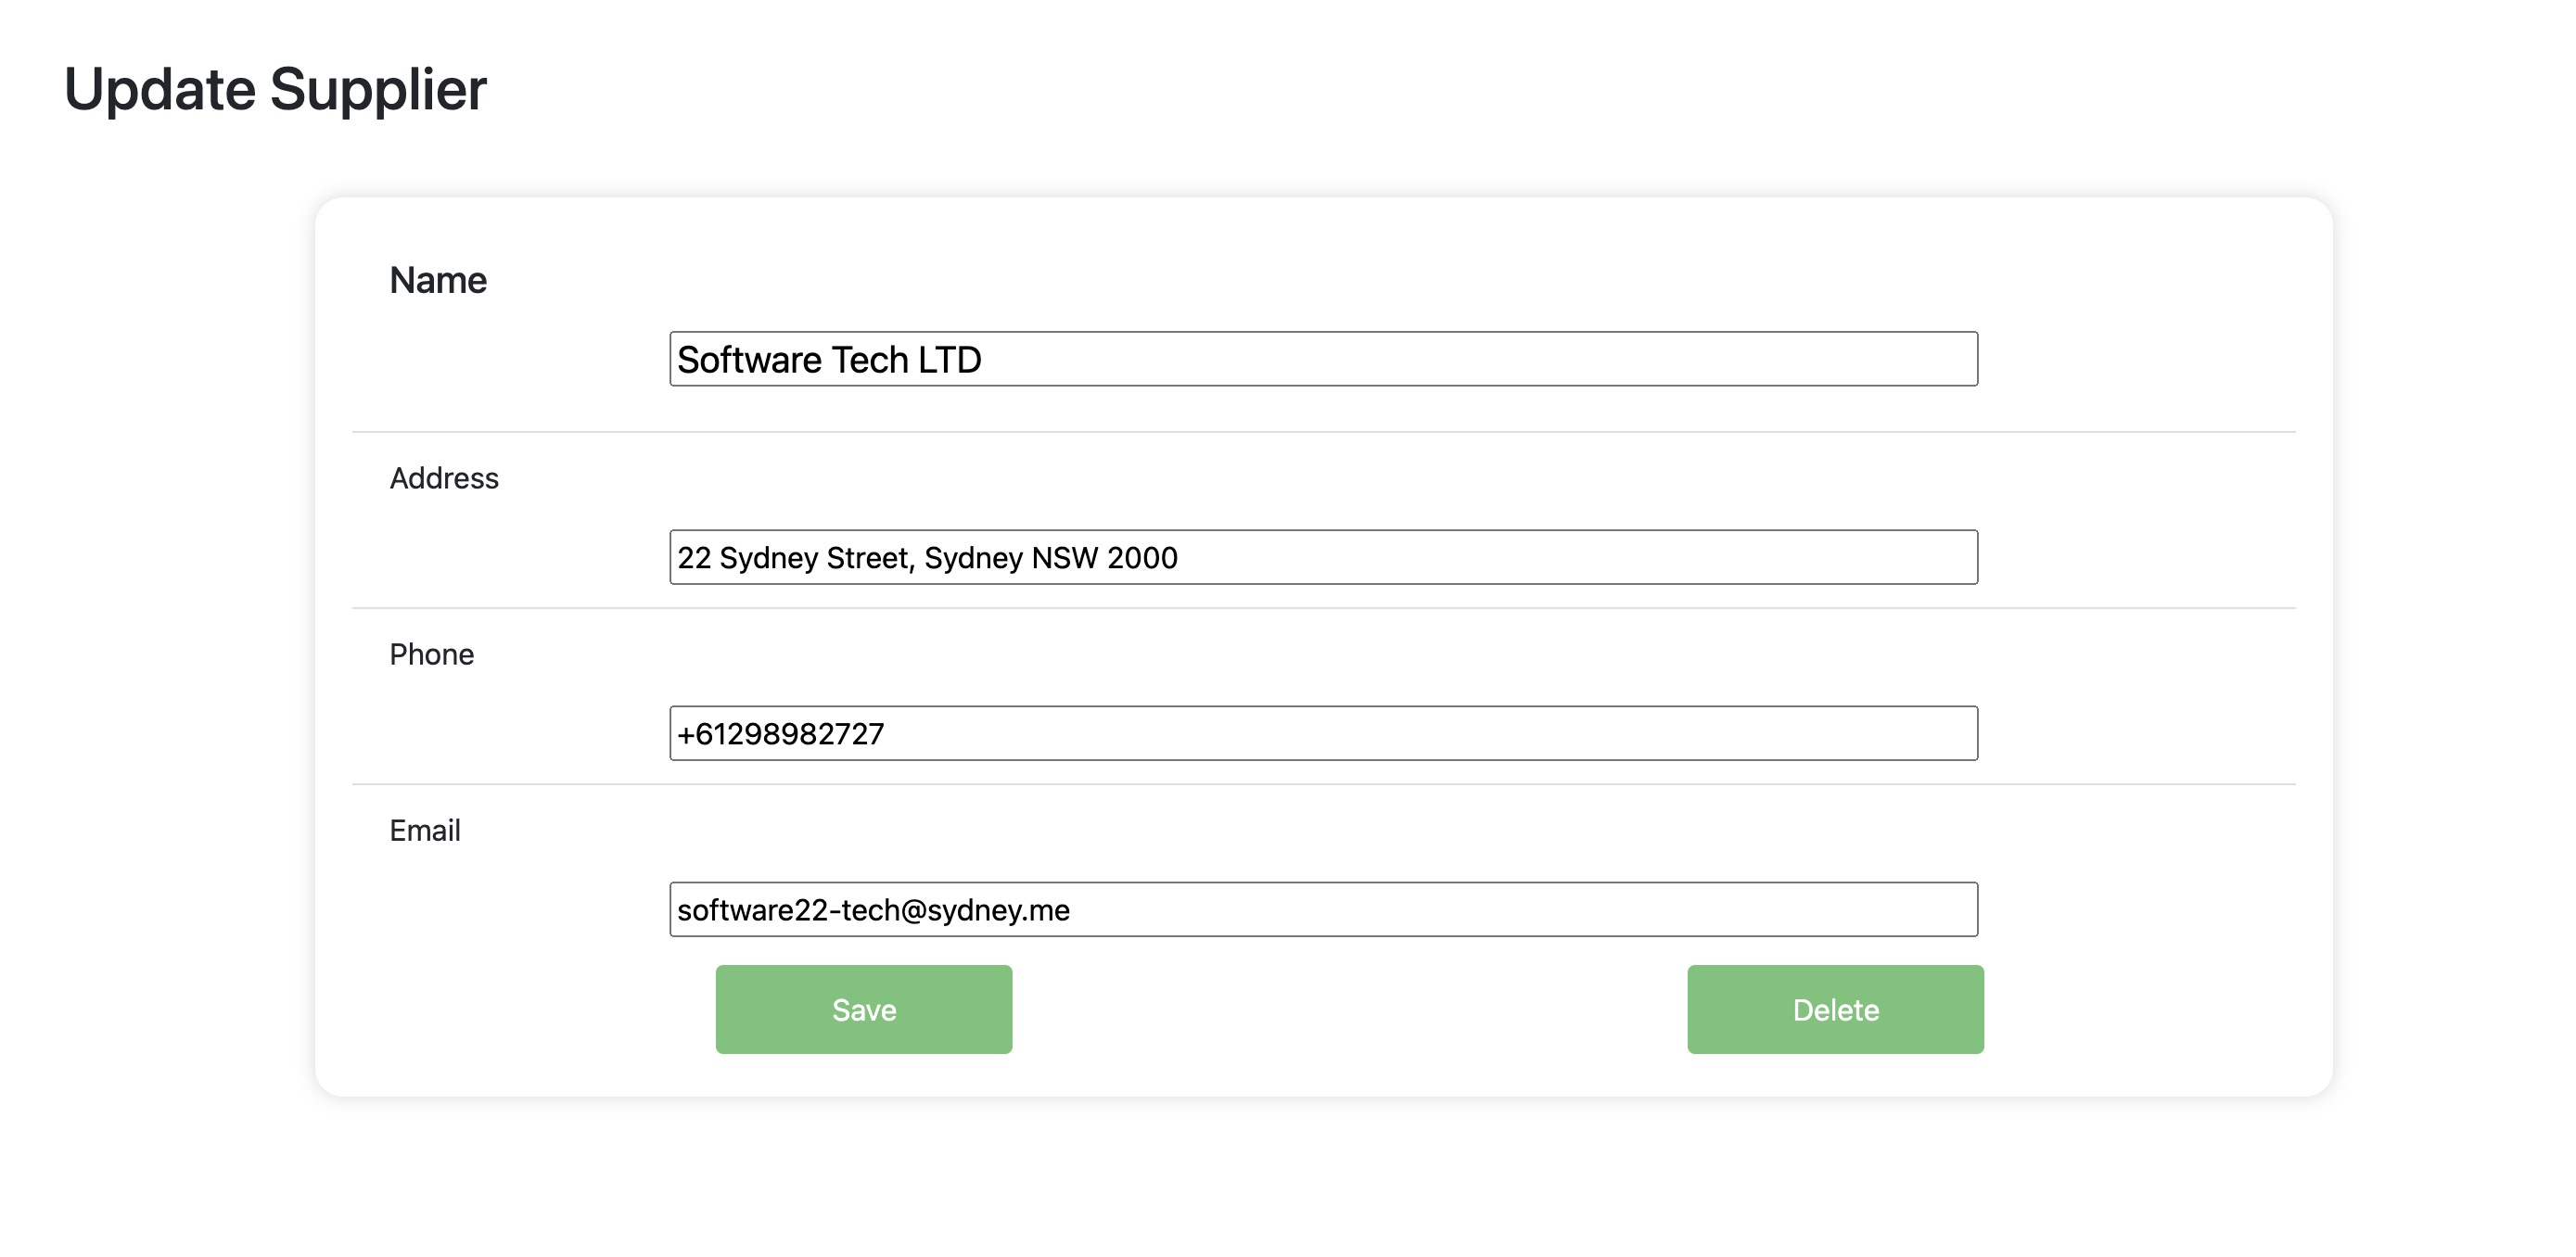 Update Supplier
Name
Software Tech LTD
Address
22 Sydney Street, Sydney NSW 2000
Phone
+61298982727
Email
software22-tech@sydney.me
Save Delete